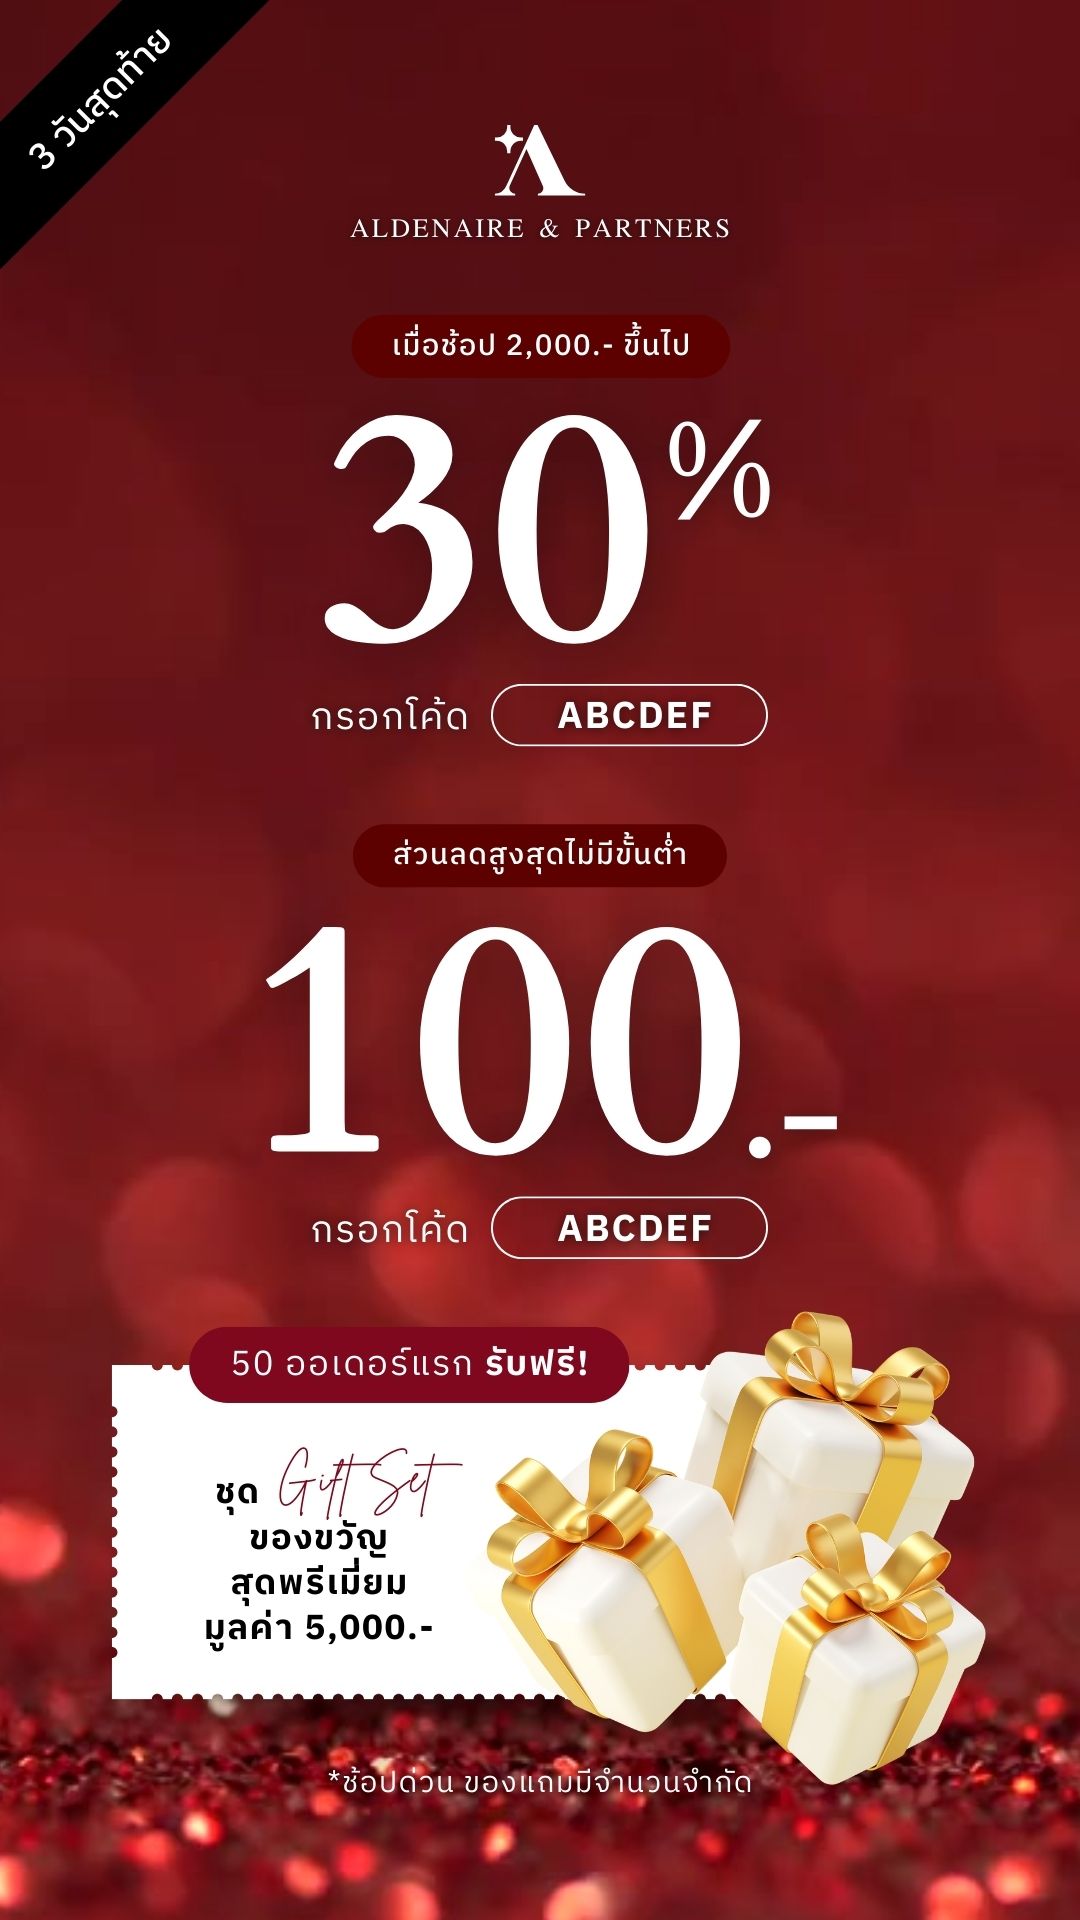 3 วันสุดท้าย
ALDENAIRE & PARTNERS
เมื่อช้อป 2,000.- ขึ้นไป
30%
กรอกโค้ด ABCDEF
ส่วนลดสูงสุดไม่มีขั้นต่ำ
100.-
กรอกโค้ด ABCDEF
50 ออเดอร์แรก รับฟรี!
ชุด Gift Set
ของขวัญ
สุดพรีเมี่ยม
มูลค่า 5,000.-
*ช้อปด่วน ของแถมมีจำนวนจำกัด